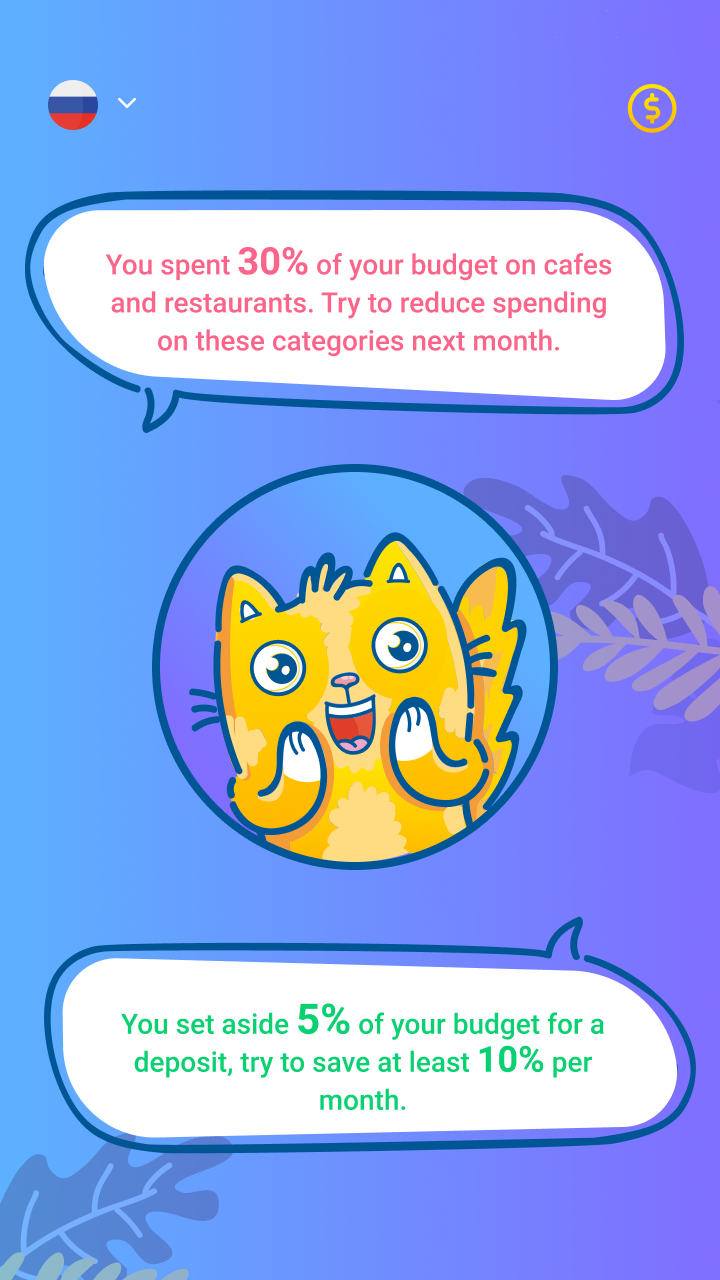 You spent 30% of your budget on cafes
and restaurants. Try to reduce spending
on these categories next month.
You set aside 5% of your budget for a
deposit, try to save at least 10% per
month.